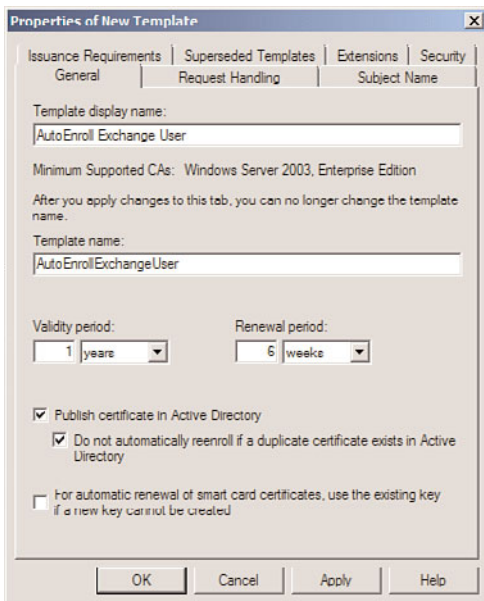 Properties of New Template
Issuance Requirements Superseded Templates Extensions Security
General Request Handling Subject Name
Template display name:
AutoEnroll Exchange User
Minimum Supported CAs: Windows Server 2003, Enterprise Edition
After you apply changes to this tab, you can no longer change the template
name.
Template name:
AutoEnrollExchangeUser
Validity period: Renewal period:
1 years 6 weeks
Publish certificate in Active Directory
Do not automatically reenroll if a duplicate certificate exists in Active
Directory
For automatic renewal of smart card certificates, use the existing key
if a new key cannot be created
OK Cancel Apply Help